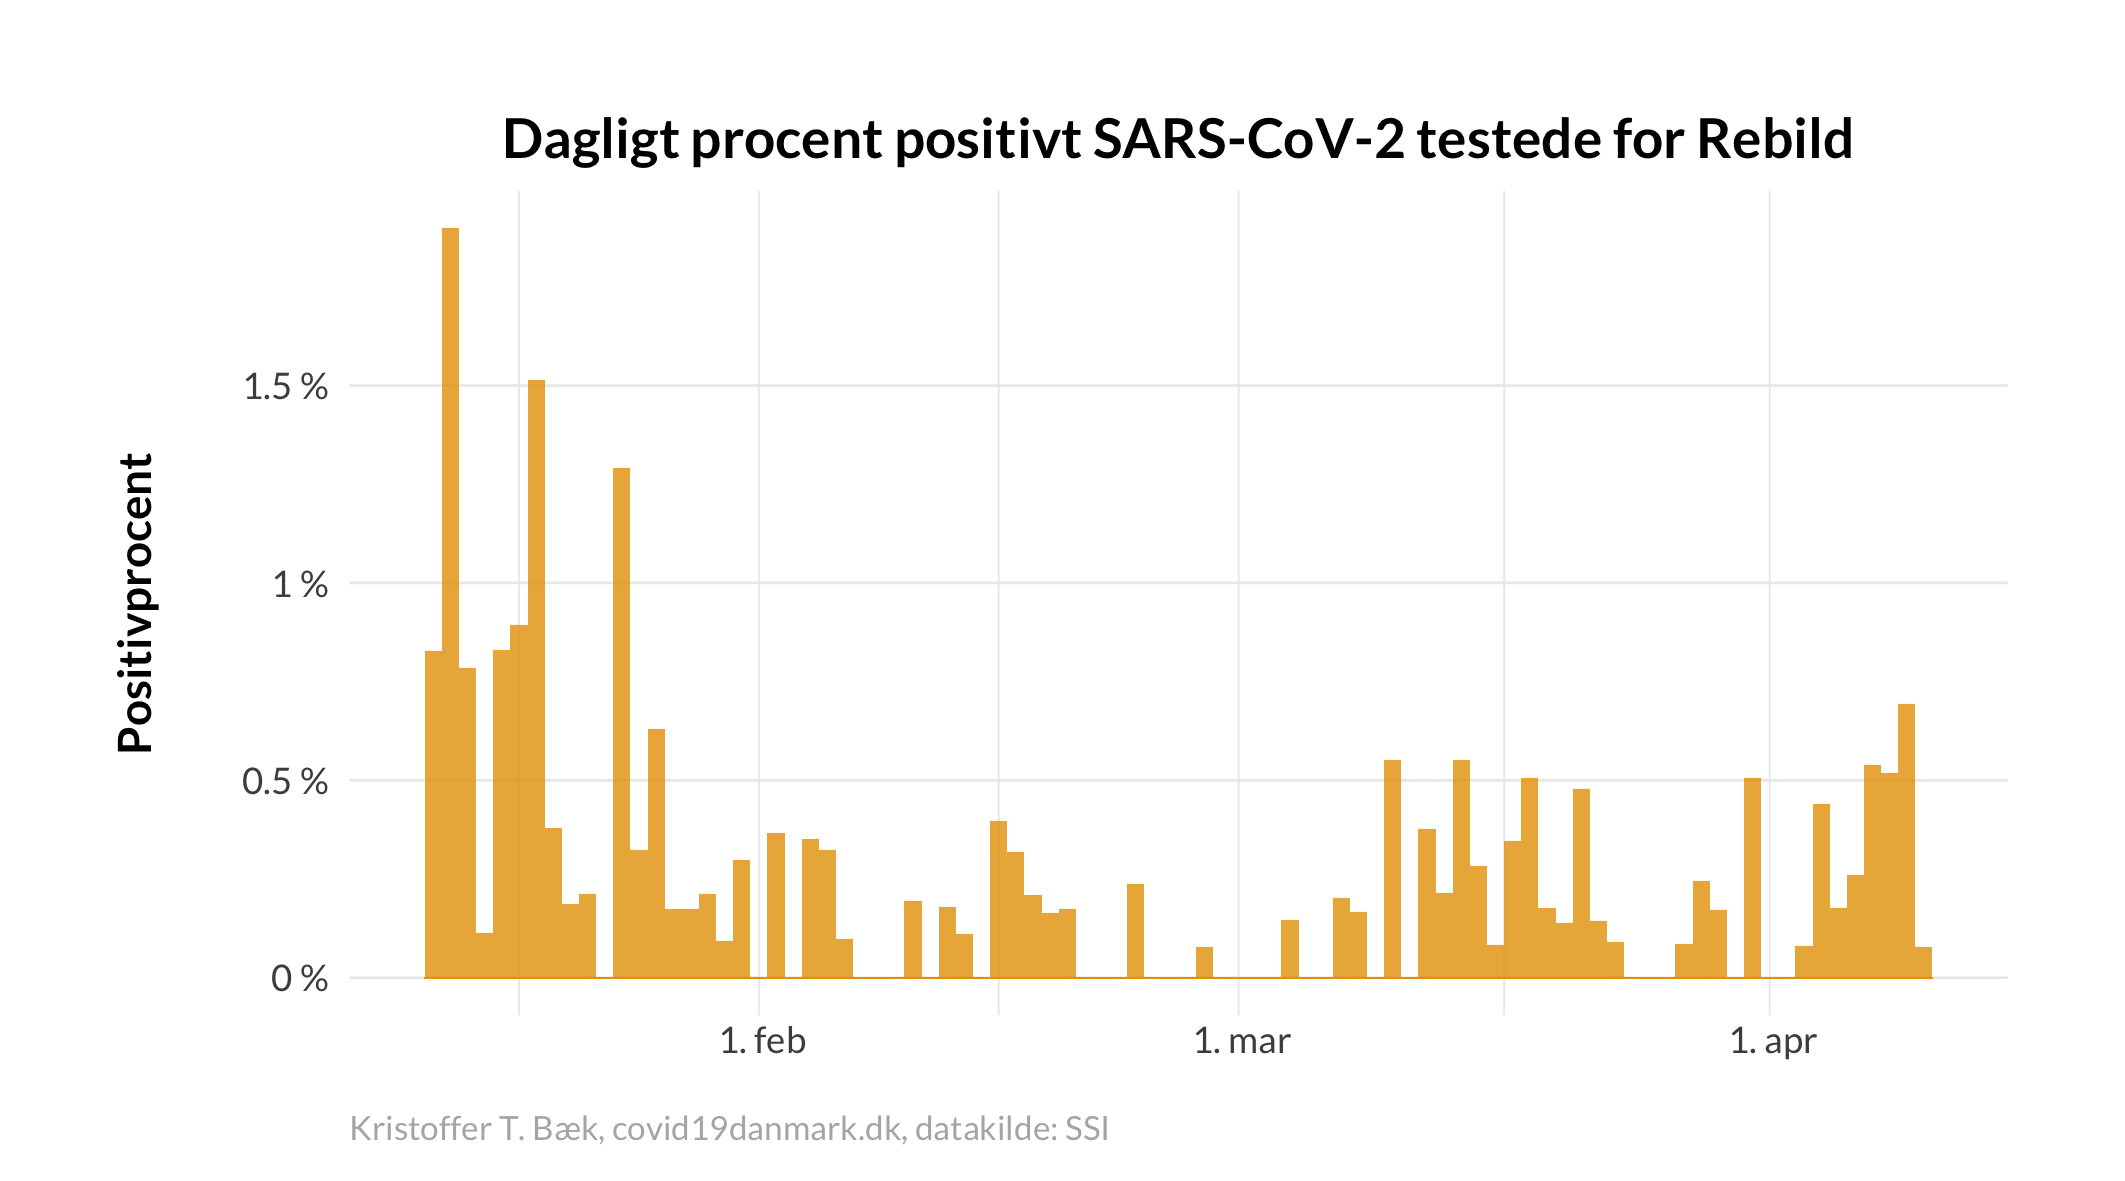 Dagligt procent positivt SARS-CoV-2 testede for Rebild
Positivprocent
1.5 %
1 %
0.5 %
0 %
1. feb
1. mar
1. apr
Kristoffer T. Bæk, covid19danmark.dk, datakilde: SSI